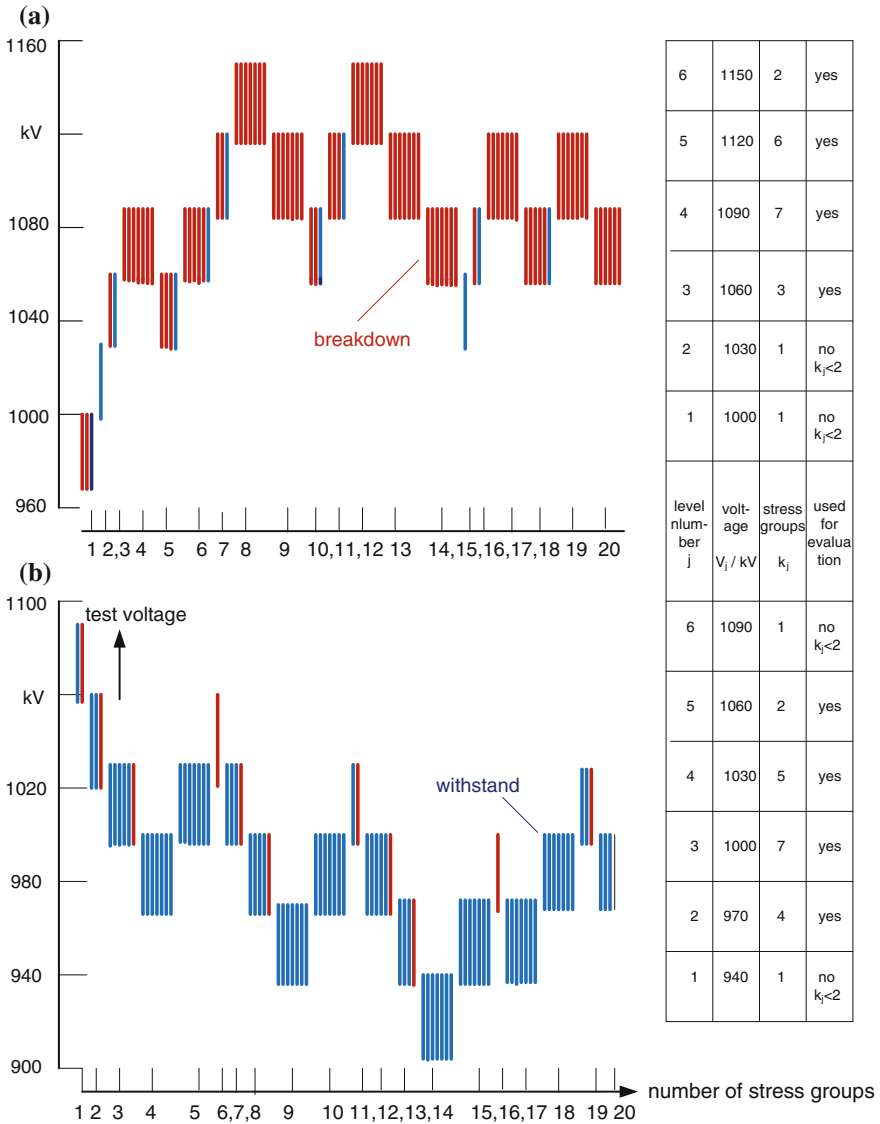 (a)
1160
kV
1080
1040
1000
960
breakdown
1 2,3 4 5 6 7 8 9 10,11,12 13 14,15,16,17,18 19 20
6 1150 2 yes
5 1120 6 yes
4 1090 7 yes
3 1060 3 yes
2 1030 1 no
kj<2
1 1000 1 no
kj<2
level volt- stress used
nlum- age groups for
ber evalua
j Vj / kV kj tion
6 1090 1 no
kj<2
5 1060 2 yes
4 1030 5 yes
3 1000 7 yes
2 970 4 yes
1 940 1 no
kj<2
(b)
1100
test voltage
kV
1020
withstand
980
940
900
1 2 3 4 5 6,7,8 9 10 11,12,13,14 15,16,17 18 19 20
number of stress groups